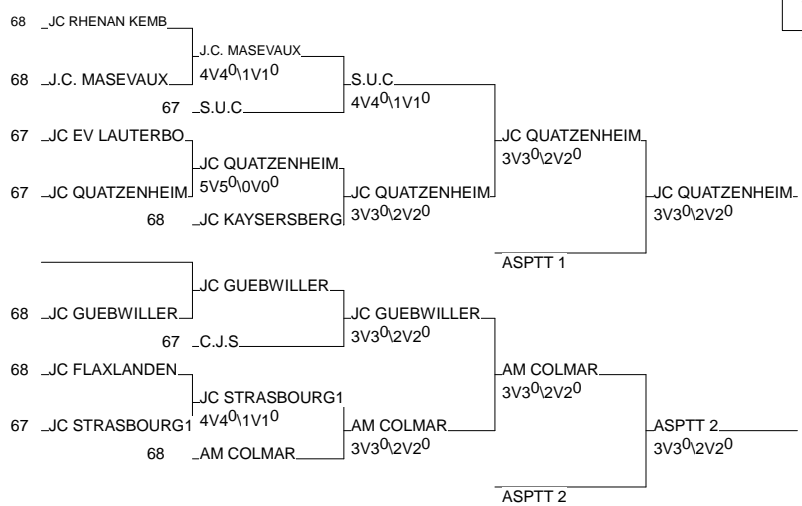 68 JC RHENAN KEMB
J.C. MASEVAUX
4V4⁰\1V1⁰
68 J.C. MASEVAUX
S.U.C
4V4⁰\1V1⁰
67 S.U.C
67 JC EV LAUTERBO
JC QUATZENHEIM
3V3⁰\2V2⁰
JC QUATZENHEIM
5V5⁰\0V0⁰
67 JC QUATZENHEIM
JC QUATZENHEIM
3V3⁰\2V2⁰
JC QUATZENHEIM
3V3⁰\2V2⁰
68 JC KAYSERSBERG
ASPTT 1
JC GUEBWILLER
68 JC GUEBWILLER
JC GUEBWILLER
3V3⁰\2V2⁰
67 C.J.S
68 JC FLAXLANDEN
AM COLMAR
3V3⁰\2V2⁰
JC STRASBOURG1
4V4⁰\1V1⁰
67 JC STRASBOURG1
AM COLMAR
3V3⁰\2V2⁰
ASPTT 2
3V3⁰\2V2⁰
68 AM COLMAR
ASPTT 2